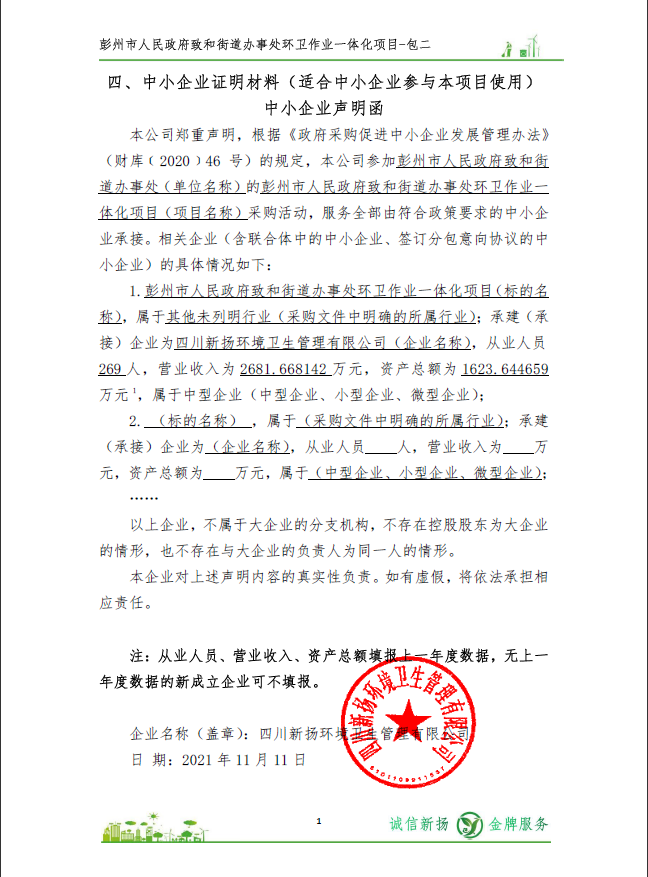 彭州市人民政府致和街道办事处环卫作业一体化项目-包二
四、中小企业证明材料（适合中小企业参与本项目使用）
中小企业声明函
本公司郑重声明，根据《政府采购促进中小企业发展管理办法》
（财库﹝2020﹞46 号）的规定，本公司参加彭州市人民政府致和街
道办事处（单位名称）的彭州市人民政府致和街道办事处环卫作业一
体化项目（项目名称）采购活动，服务全部由符合政策要求的中小企
业承接。相关企业（含联合体中的中小企业、签订分包意向协议的中
小企业）的具体情况如下：
1.彭州市人民政府致和街道办事处环卫作业一体化项目（标的名
称），属于其他未列明行业（采购文件中明确的所属行业）；承建（承
接）企业为四川新扬环境卫生管理有限公司（企业名称），从业人员
269 人，营业收入为 2681.668142 万元，资产总额为 1623.644659
万元¹，属于中型企业（中型企业、小型企业、微型企业）；
2. （标的名称） ，属于（采购文件中明确的所属行业）；承建
（承接）企业为（企业名称），从业人员____人，营业收入为____万
元，资产总额为____万元，属于（中型企业、小型企业、微型企业）；
……
以上企业，不属于大企业的分支机构，不存在控股股东为大企业
的情形，也不存在与大企业的负责人为同一人的情形。
本企业对上述声明内容的真实性负责。如有虚假，将依法承担相
应责任。
注：从业人员、营业收入、资产总额填报上一年度数据，无上一
年度数据的新成立企业可不填报。
企业名称（盖章）：四川新扬环境卫生管理有限公司
日 期：2021 年 11 月 11 日
四川新扬环境卫生管理有限公司
1
诚信新扬 金牌服务